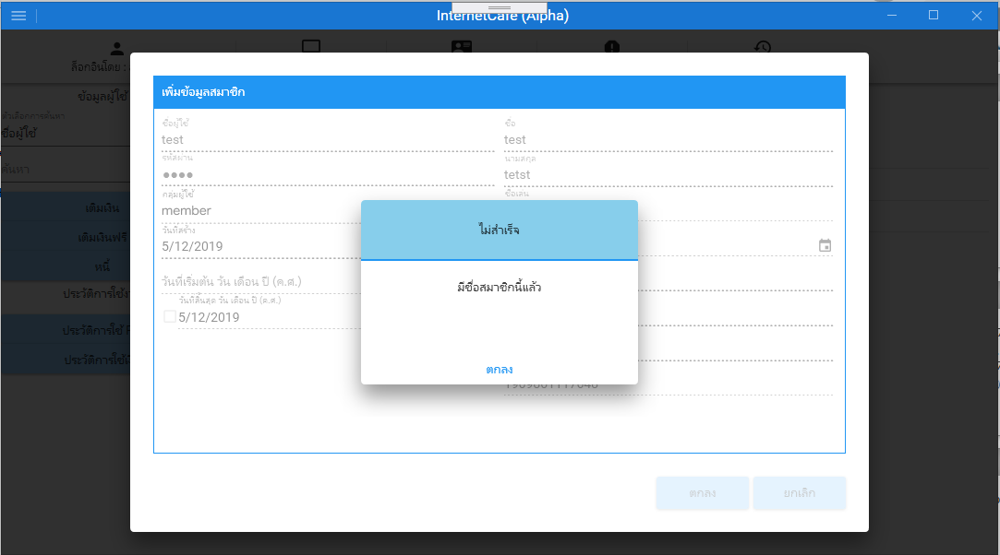 InternetCafe (Alpha)
ล็อกอินโดย :
ข้อมูลผู้ใช้
ตัวเลือกการค้นหา
ชื่อผู้ใช้
ค้นหา
เติมเงิน
เติมเงินฟรี
หนี้
ประวัติการใช้
ประวัติการใช้
ประวัติการใช้
เพิ่มข้อมูลสมาชิก
ชื่อผู้ใช้
test
ชื่อ
test
รหัสผ่าน
●●●●
นามสกุล
tetst
กลุ่มผู้ใช้
member
ชื่อเล่น
วันที่สร้าง
5/12/2019
วันที่เริ่มต้น วัน เดือน ปี (ค.ศ.)
วันที่สิ้นสุด วัน เดือน ปี (ค.ศ.)
5/12/2019
ไม่สำเร็จ
มีชื่อสมาชิกนี้แล้ว
ตกลง
ตกลง
ยกเลิก